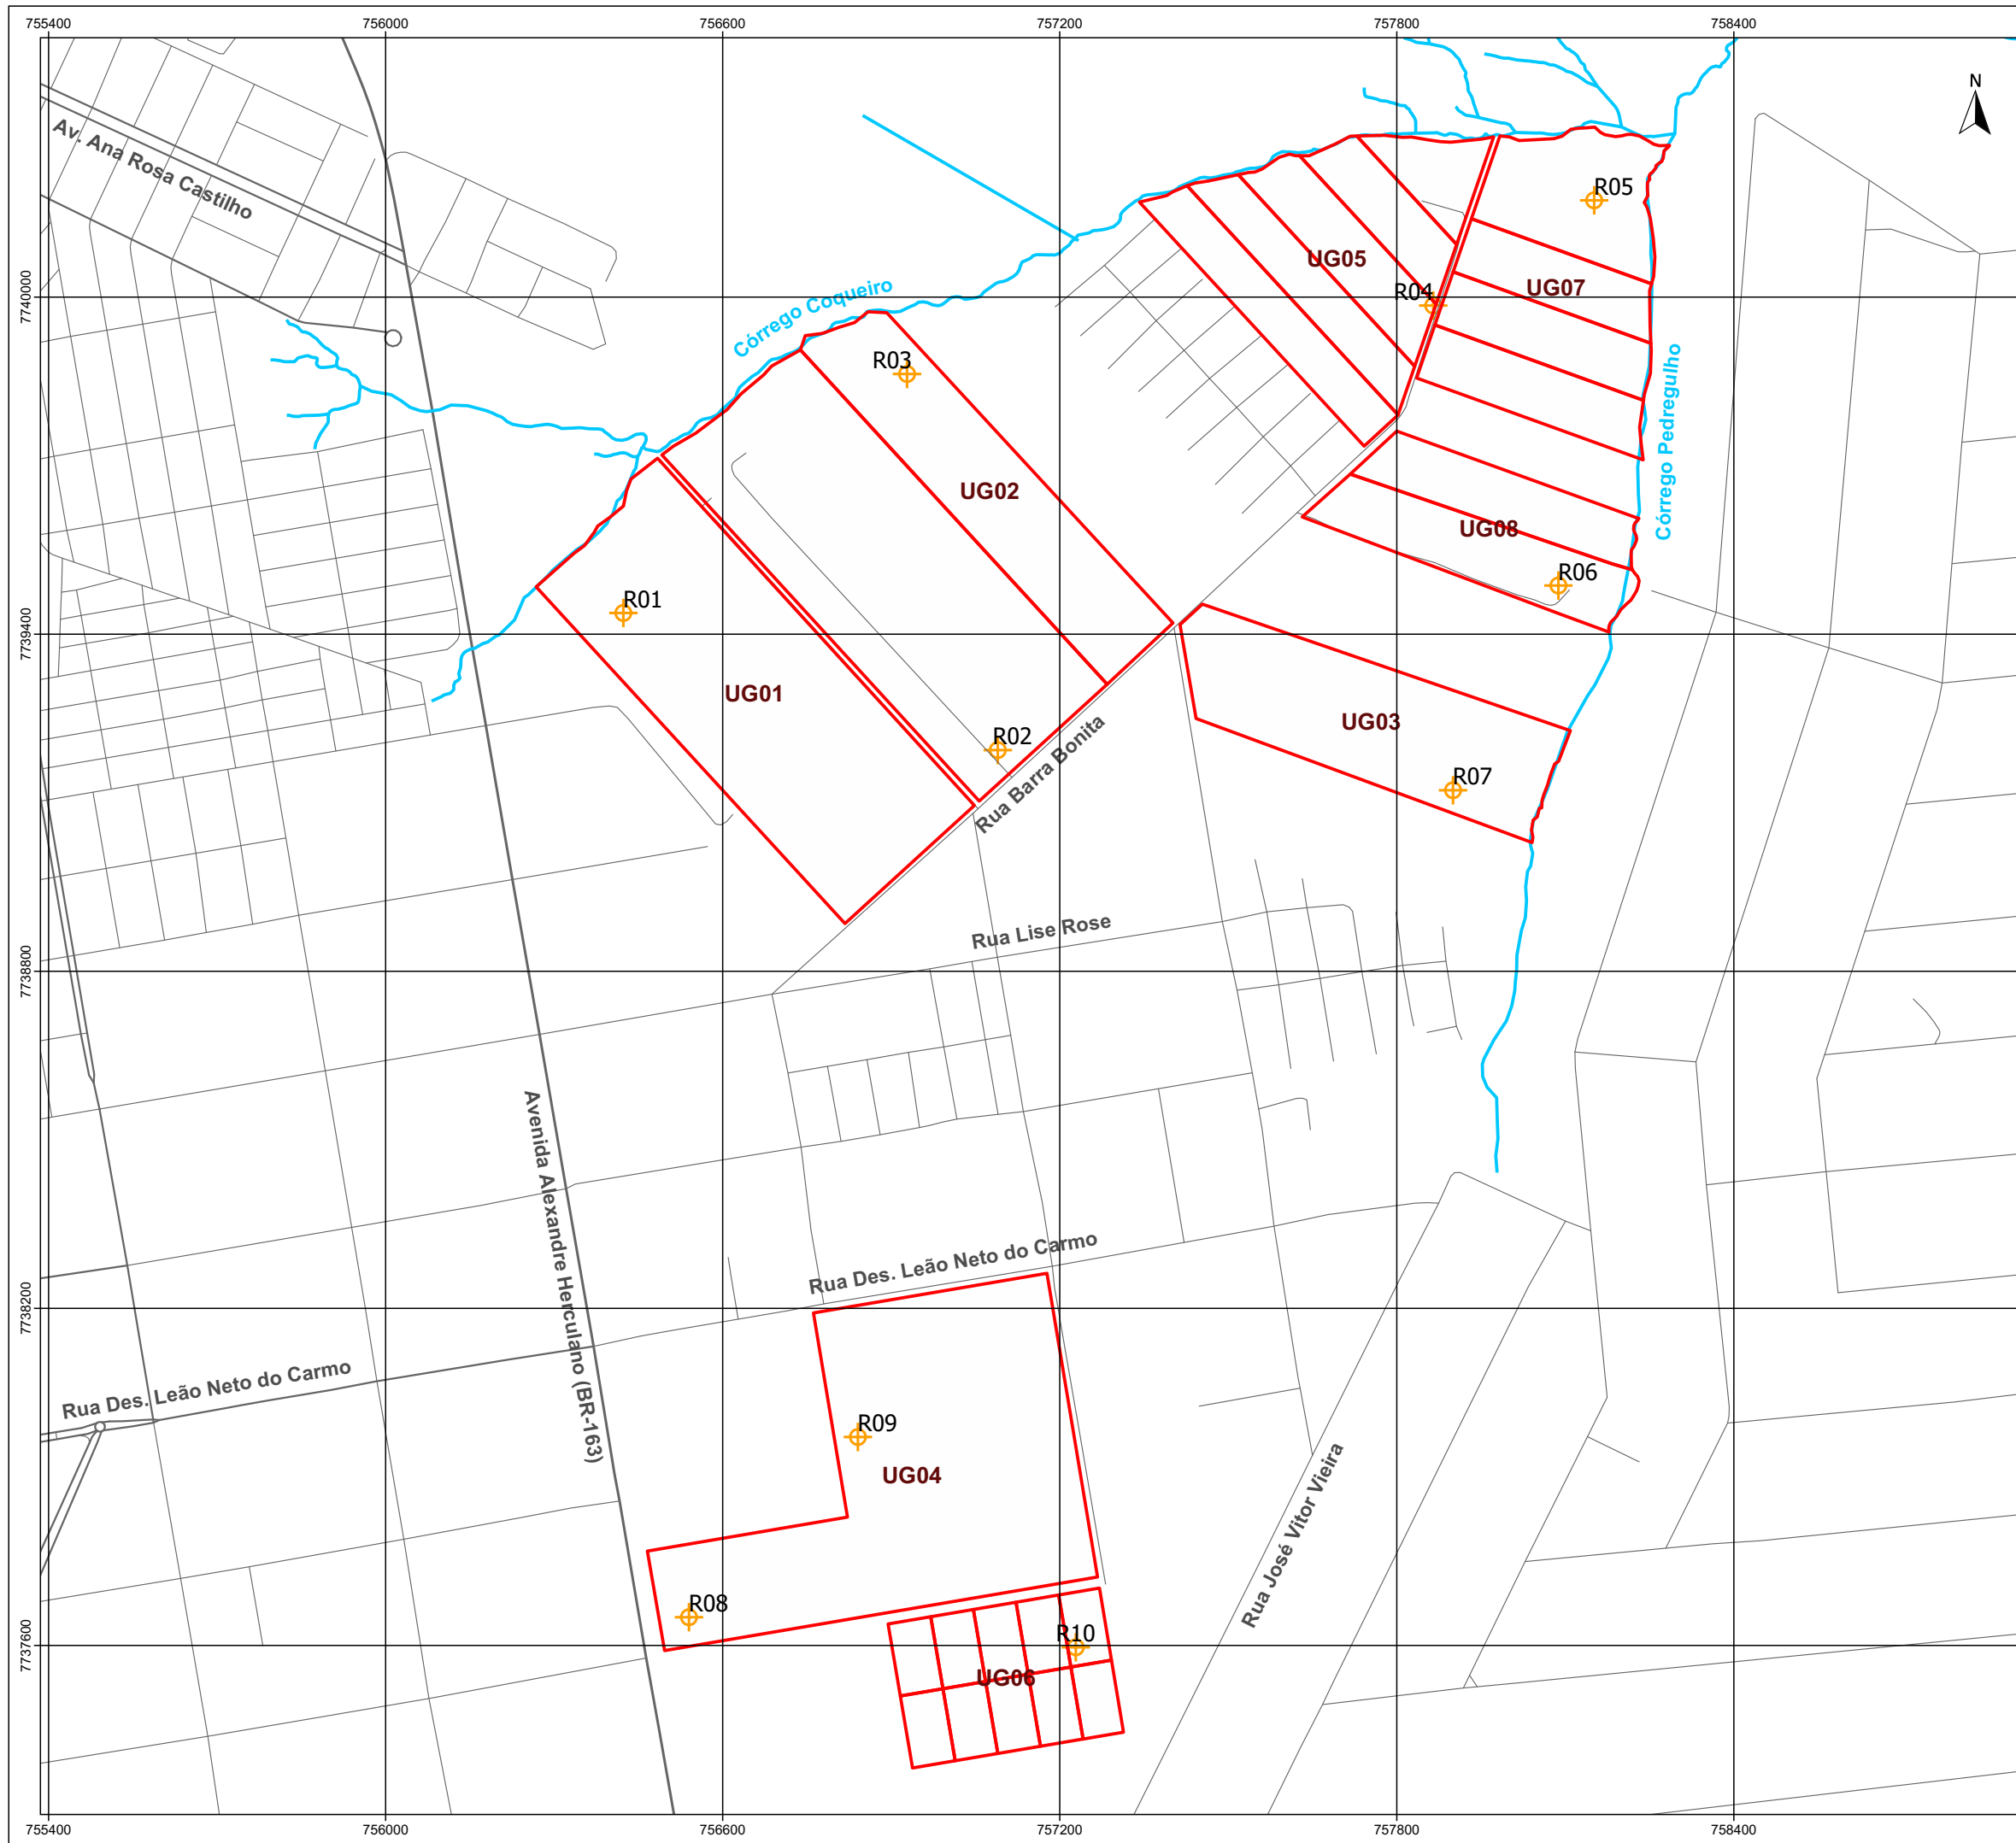 755400
756000
756600
757200
757800
758400
N
Av. Ana Rosa Castilho
R05
UG05
UG07
R04
7740000
Córrego Coqueiro
R03
Córrego Pedregulho
UG02
UG08
R06
R01
7739400
UG01
UG03
R02
Rua Barra Bonita
R07
Rua Lise Rose
7738800
Avenida Alexandre Herculano (BR-163)
Rua Des. Leão Neto do Carmo
7738200
Rua Des. Leão Neto do Carmo
R09
UG04
Rua José Vitor Vieira
R08
R10
7737600
UG06
755400
756000
756600
757200
757800
758400